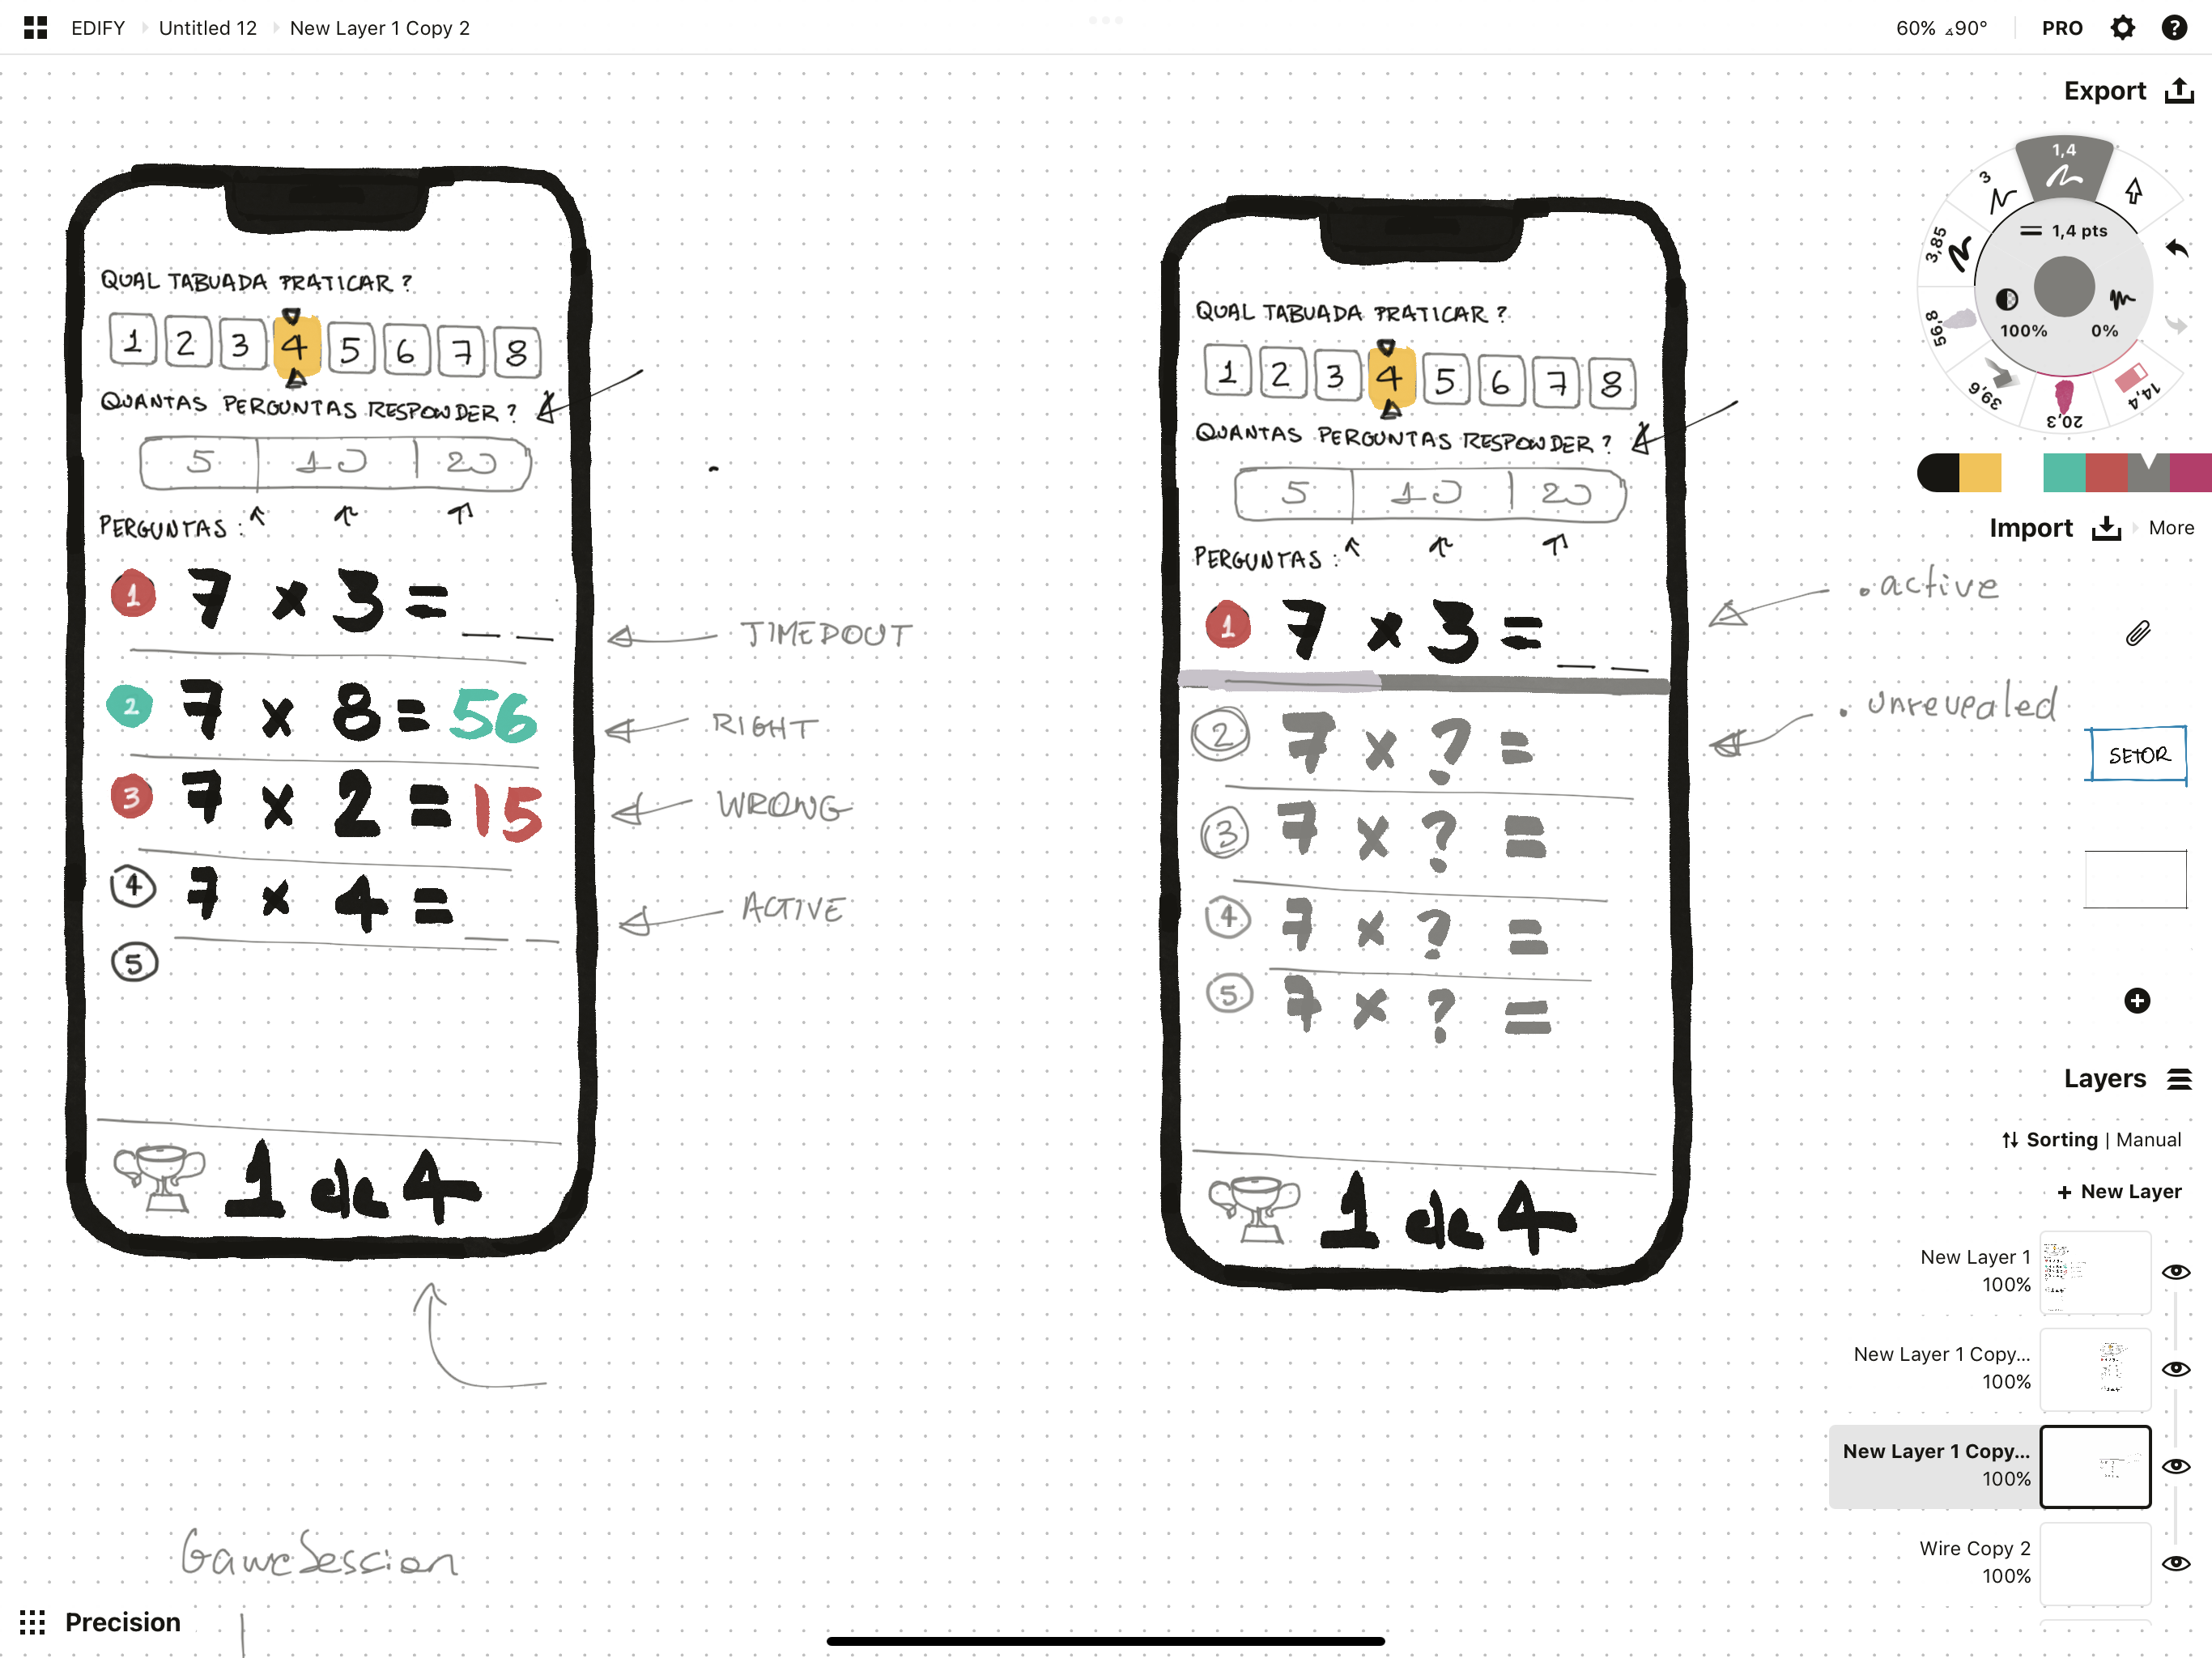 EDIFY Untitled 12 New Layer 1 Copy 2
60% ⊿90° PRO ?
Export
1,4
3
3,85
56,8
39,6
20,3
14,4
1,4 pts
100% 0%
Import More
SETOR
Layers
Sorting | Manual
+ New Layer
New Layer 1
100%
New Layer 1 Copy...
100%
New Layer 1 Copy...
100%
Wire Copy 2
100%
QUAL TABUADA PRATICAR ?
1 2 3 4 5 6 7 8
QUANTAS PERGUNTAS RESPONDER ?
5 10 20
PERGUNTAS :
1 7 x 3 = _ _
TIMEDOUT
2 7 x 8 = 56
RIGHT
3 7 x 2 = 15
WRONG
4 7 x 4 = _ _
ACTIVE
5
1 de 4
QUAL TABUADA PRATICAR ?
1 2 3 4 5 6 7 8
QUANTAS PERGUNTAS RESPONDER ?
5 10 20
PERGUNTAS :
1 7 x 3 = _ _
. active
2 7 x ? =
. unrevealed
3 7 x ? =
4 7 x ? =
5 7 x ? =
1 de 4
GameSession
Precision